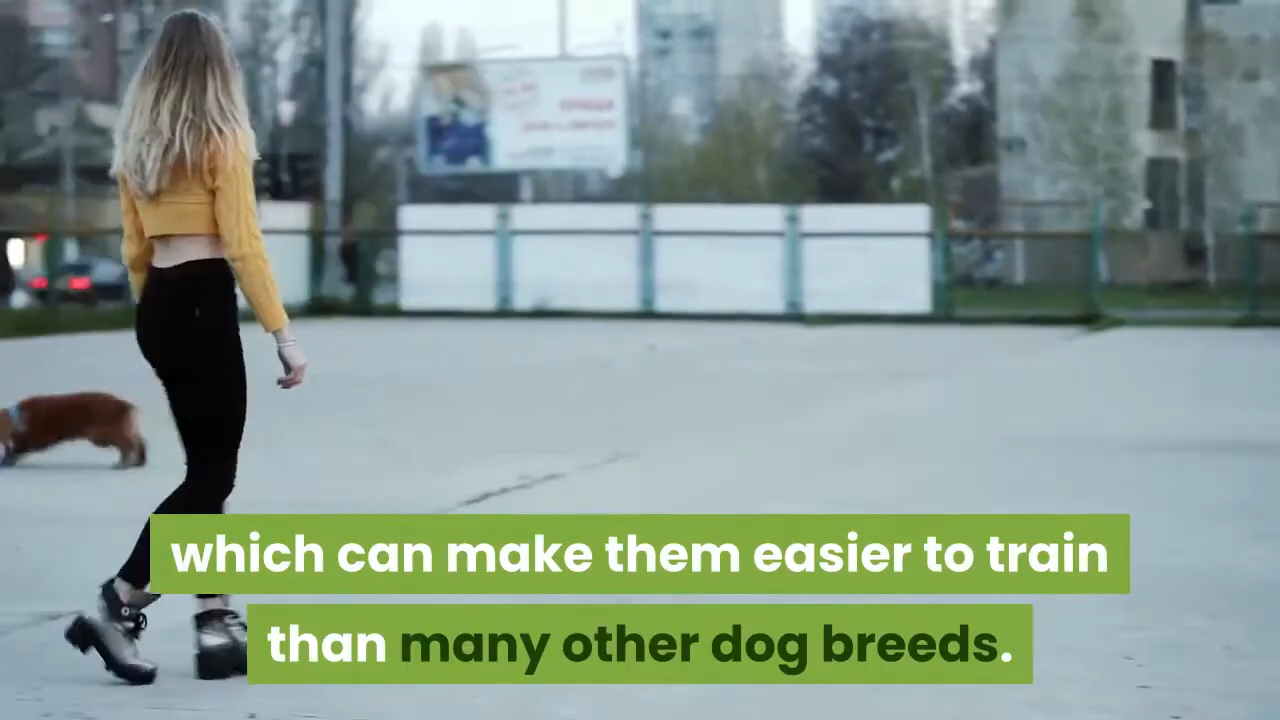 which can make them easier to train
than many other dog breeds.